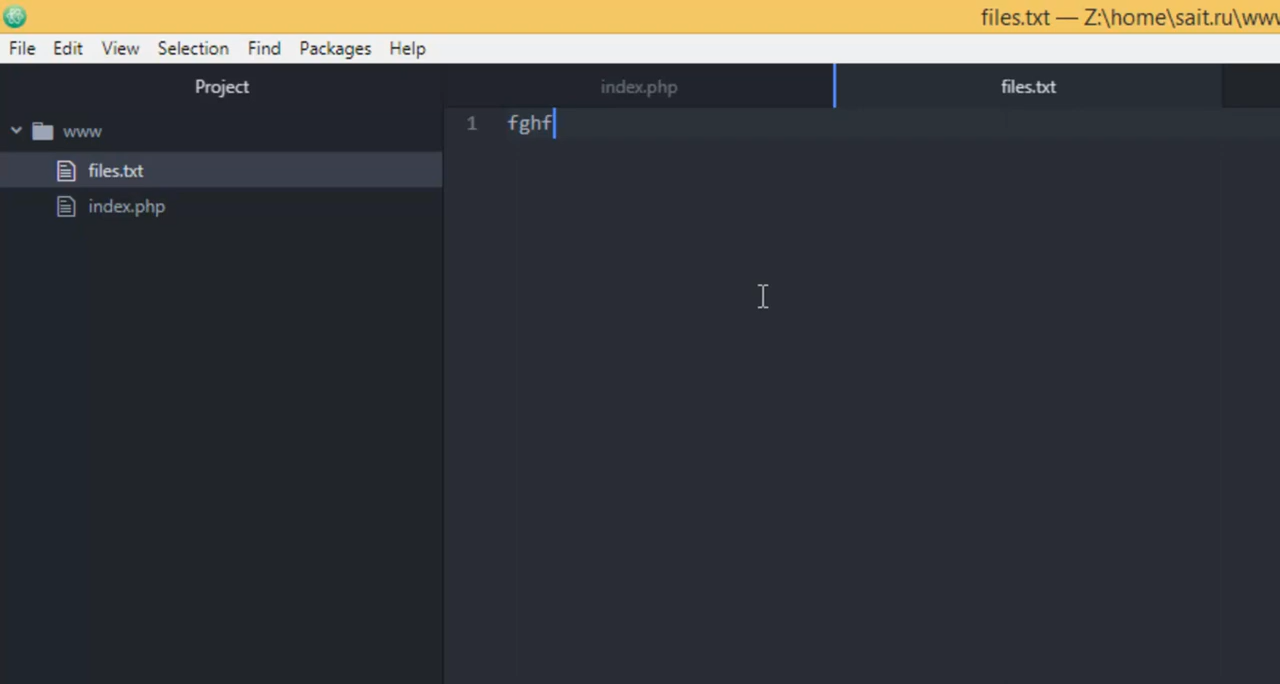 files.txt — Z:\home\sait.ru\www
File Edit View Selection Find Packages Help
Project
index.php
files.txt
www
files.txt
index.php
1 fghf